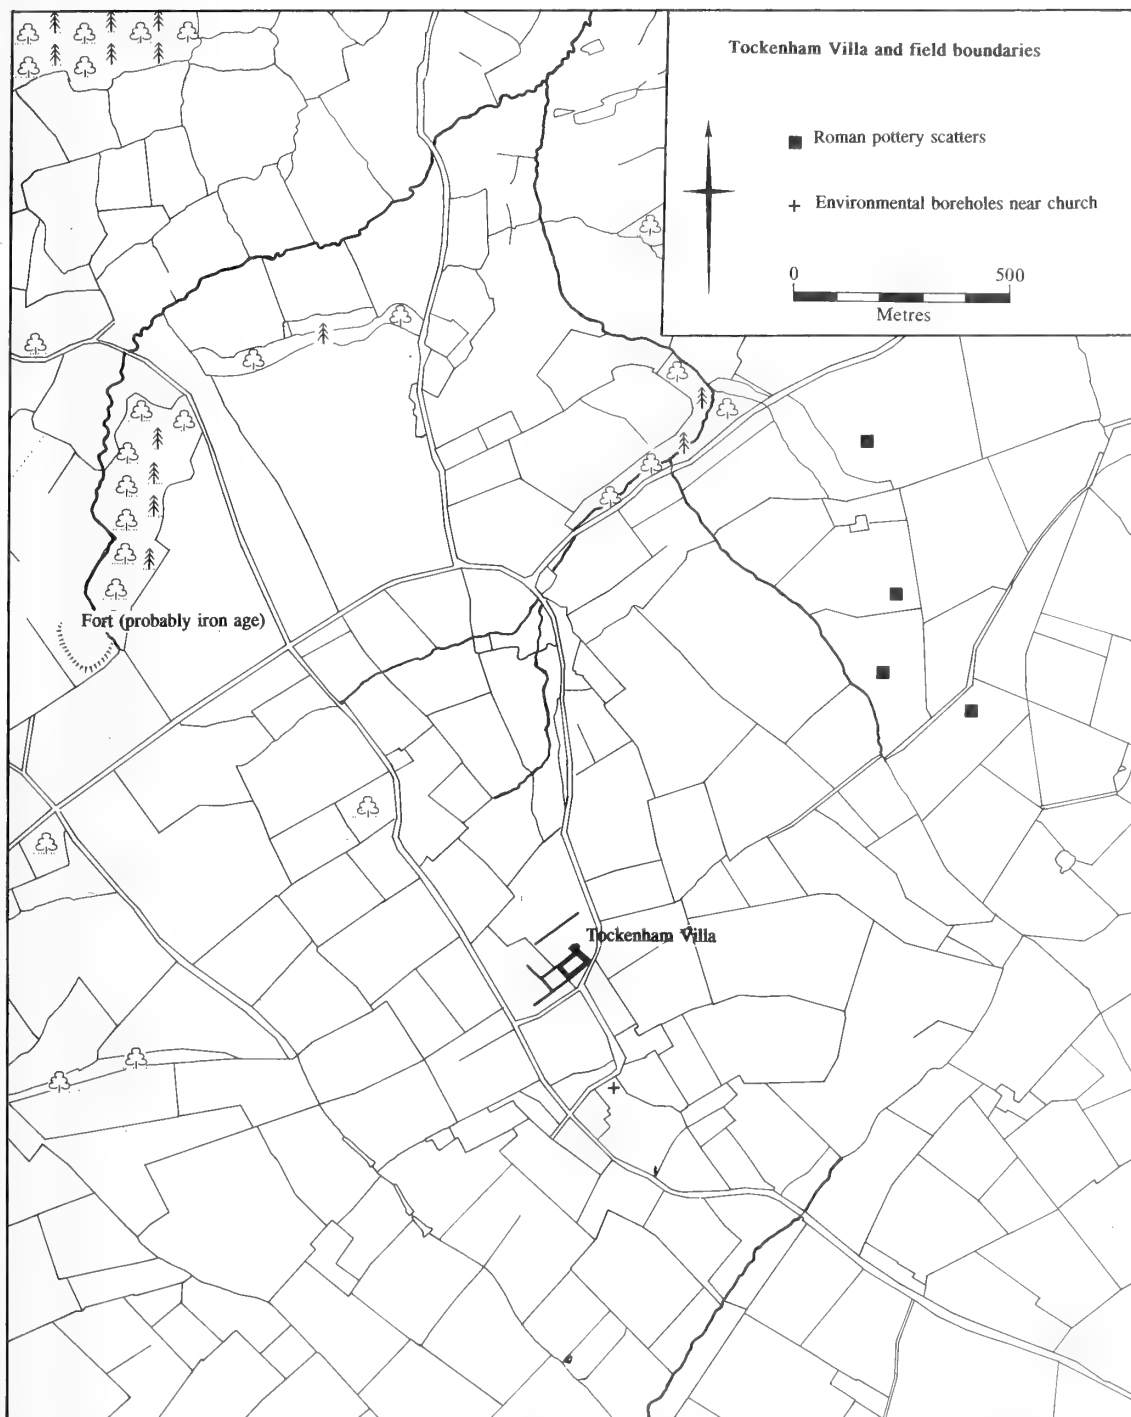 Tockenham Villa and field boundaries
Roman pottery scatters
Environmental boreholes near church
0 500
Metres
Fort (probably iron age)
Tockenham Villa